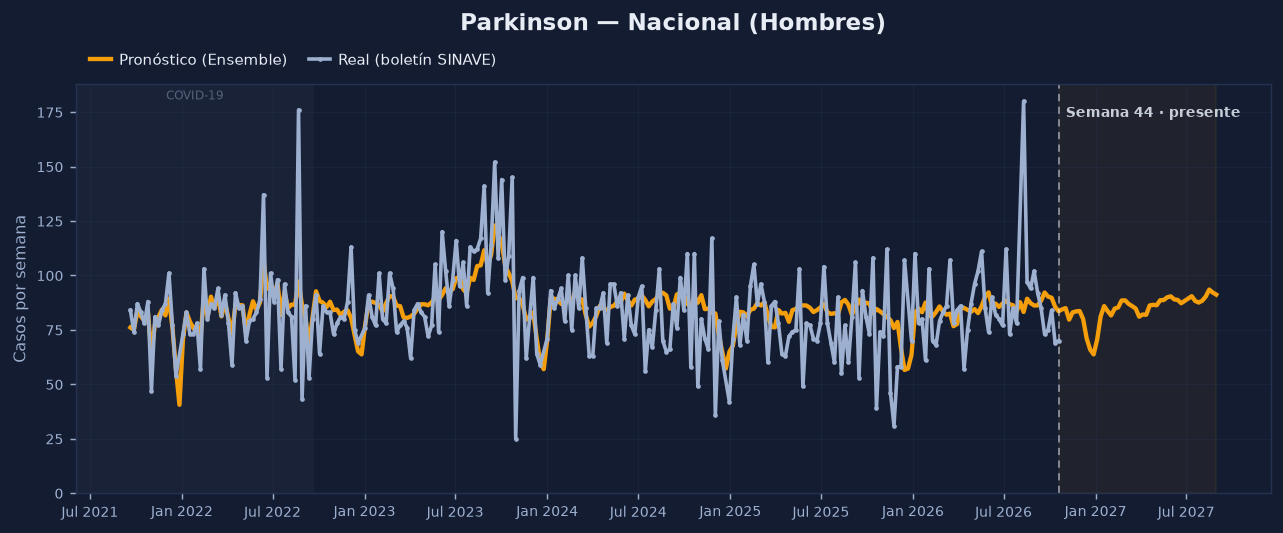 Parkinson — Nacional (Hombres)
Pronóstico (Ensemble)
Real (boletín SINAVE)
COVID-19
Semana 44 · presente
Casos por semana
175
150
125
100
75
50
25
0
Jul 2021
Jan 2022
Jul 2022
Jan 2023
Jul 2023
Jan 2024
Jul 2024
Jan 2025
Jul 2025
Jan 2026
Jul 2026
Jan 2027
Jul 2027